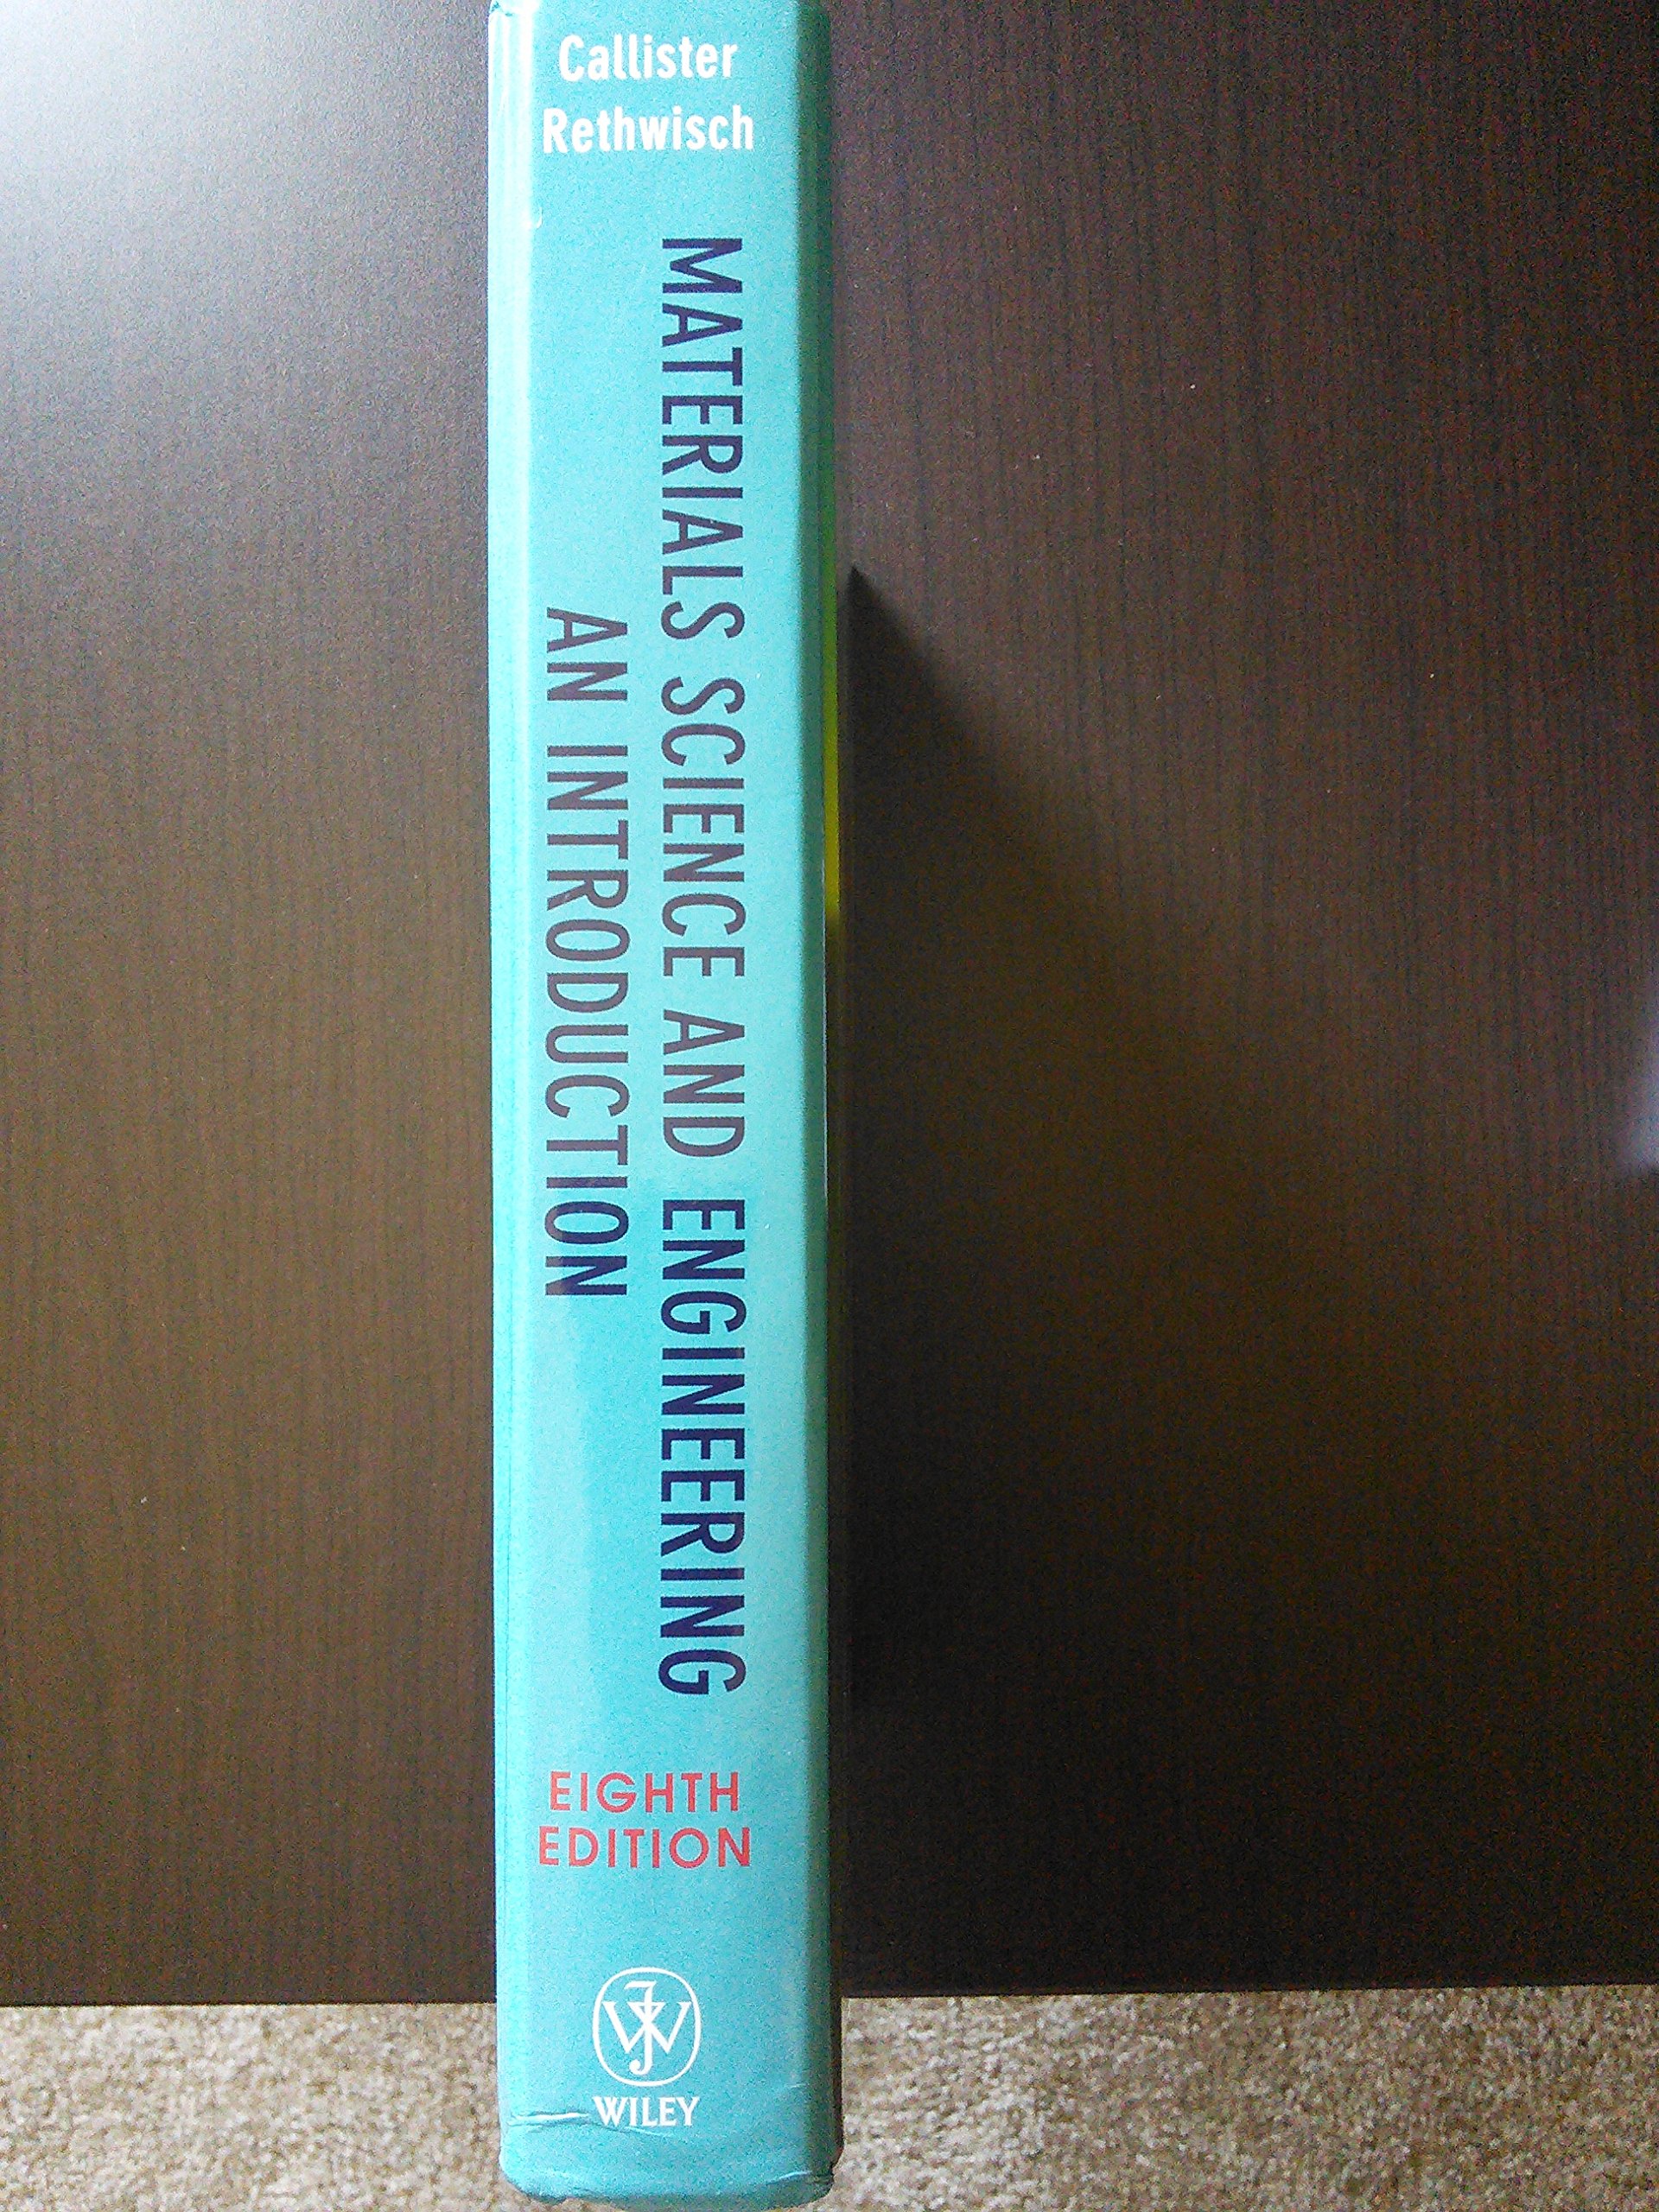 Callister
Rethwisch
MATERIALS SCIENCE AND ENGINEERING
AN INTRODUCTION
EIGHTH
EDITION
WILEY